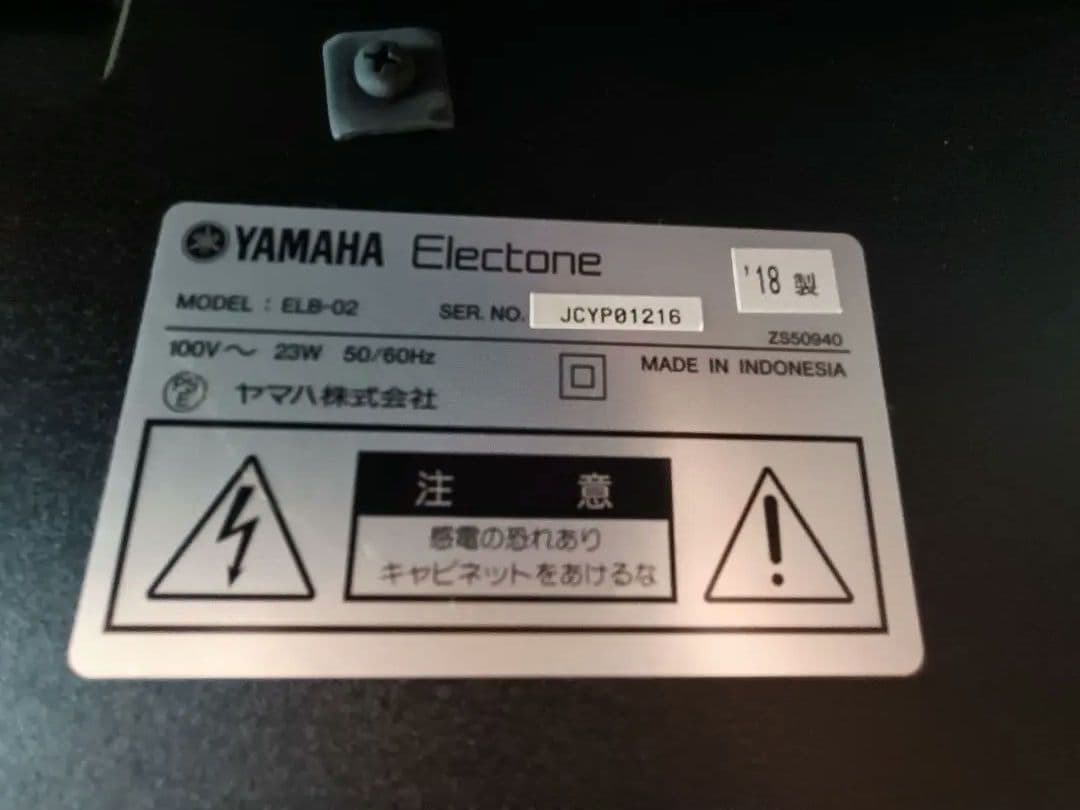 YAMAHA Electone
'18 製
MODEL : ELB-02 SER. NO. JCYP01216
ZS50940
100V～ 23W 50/60Hz MADE IN INDONESIA
PSE ヤマハ株式会社
注 意
感電の恐れあり
キャビネットをあけるな